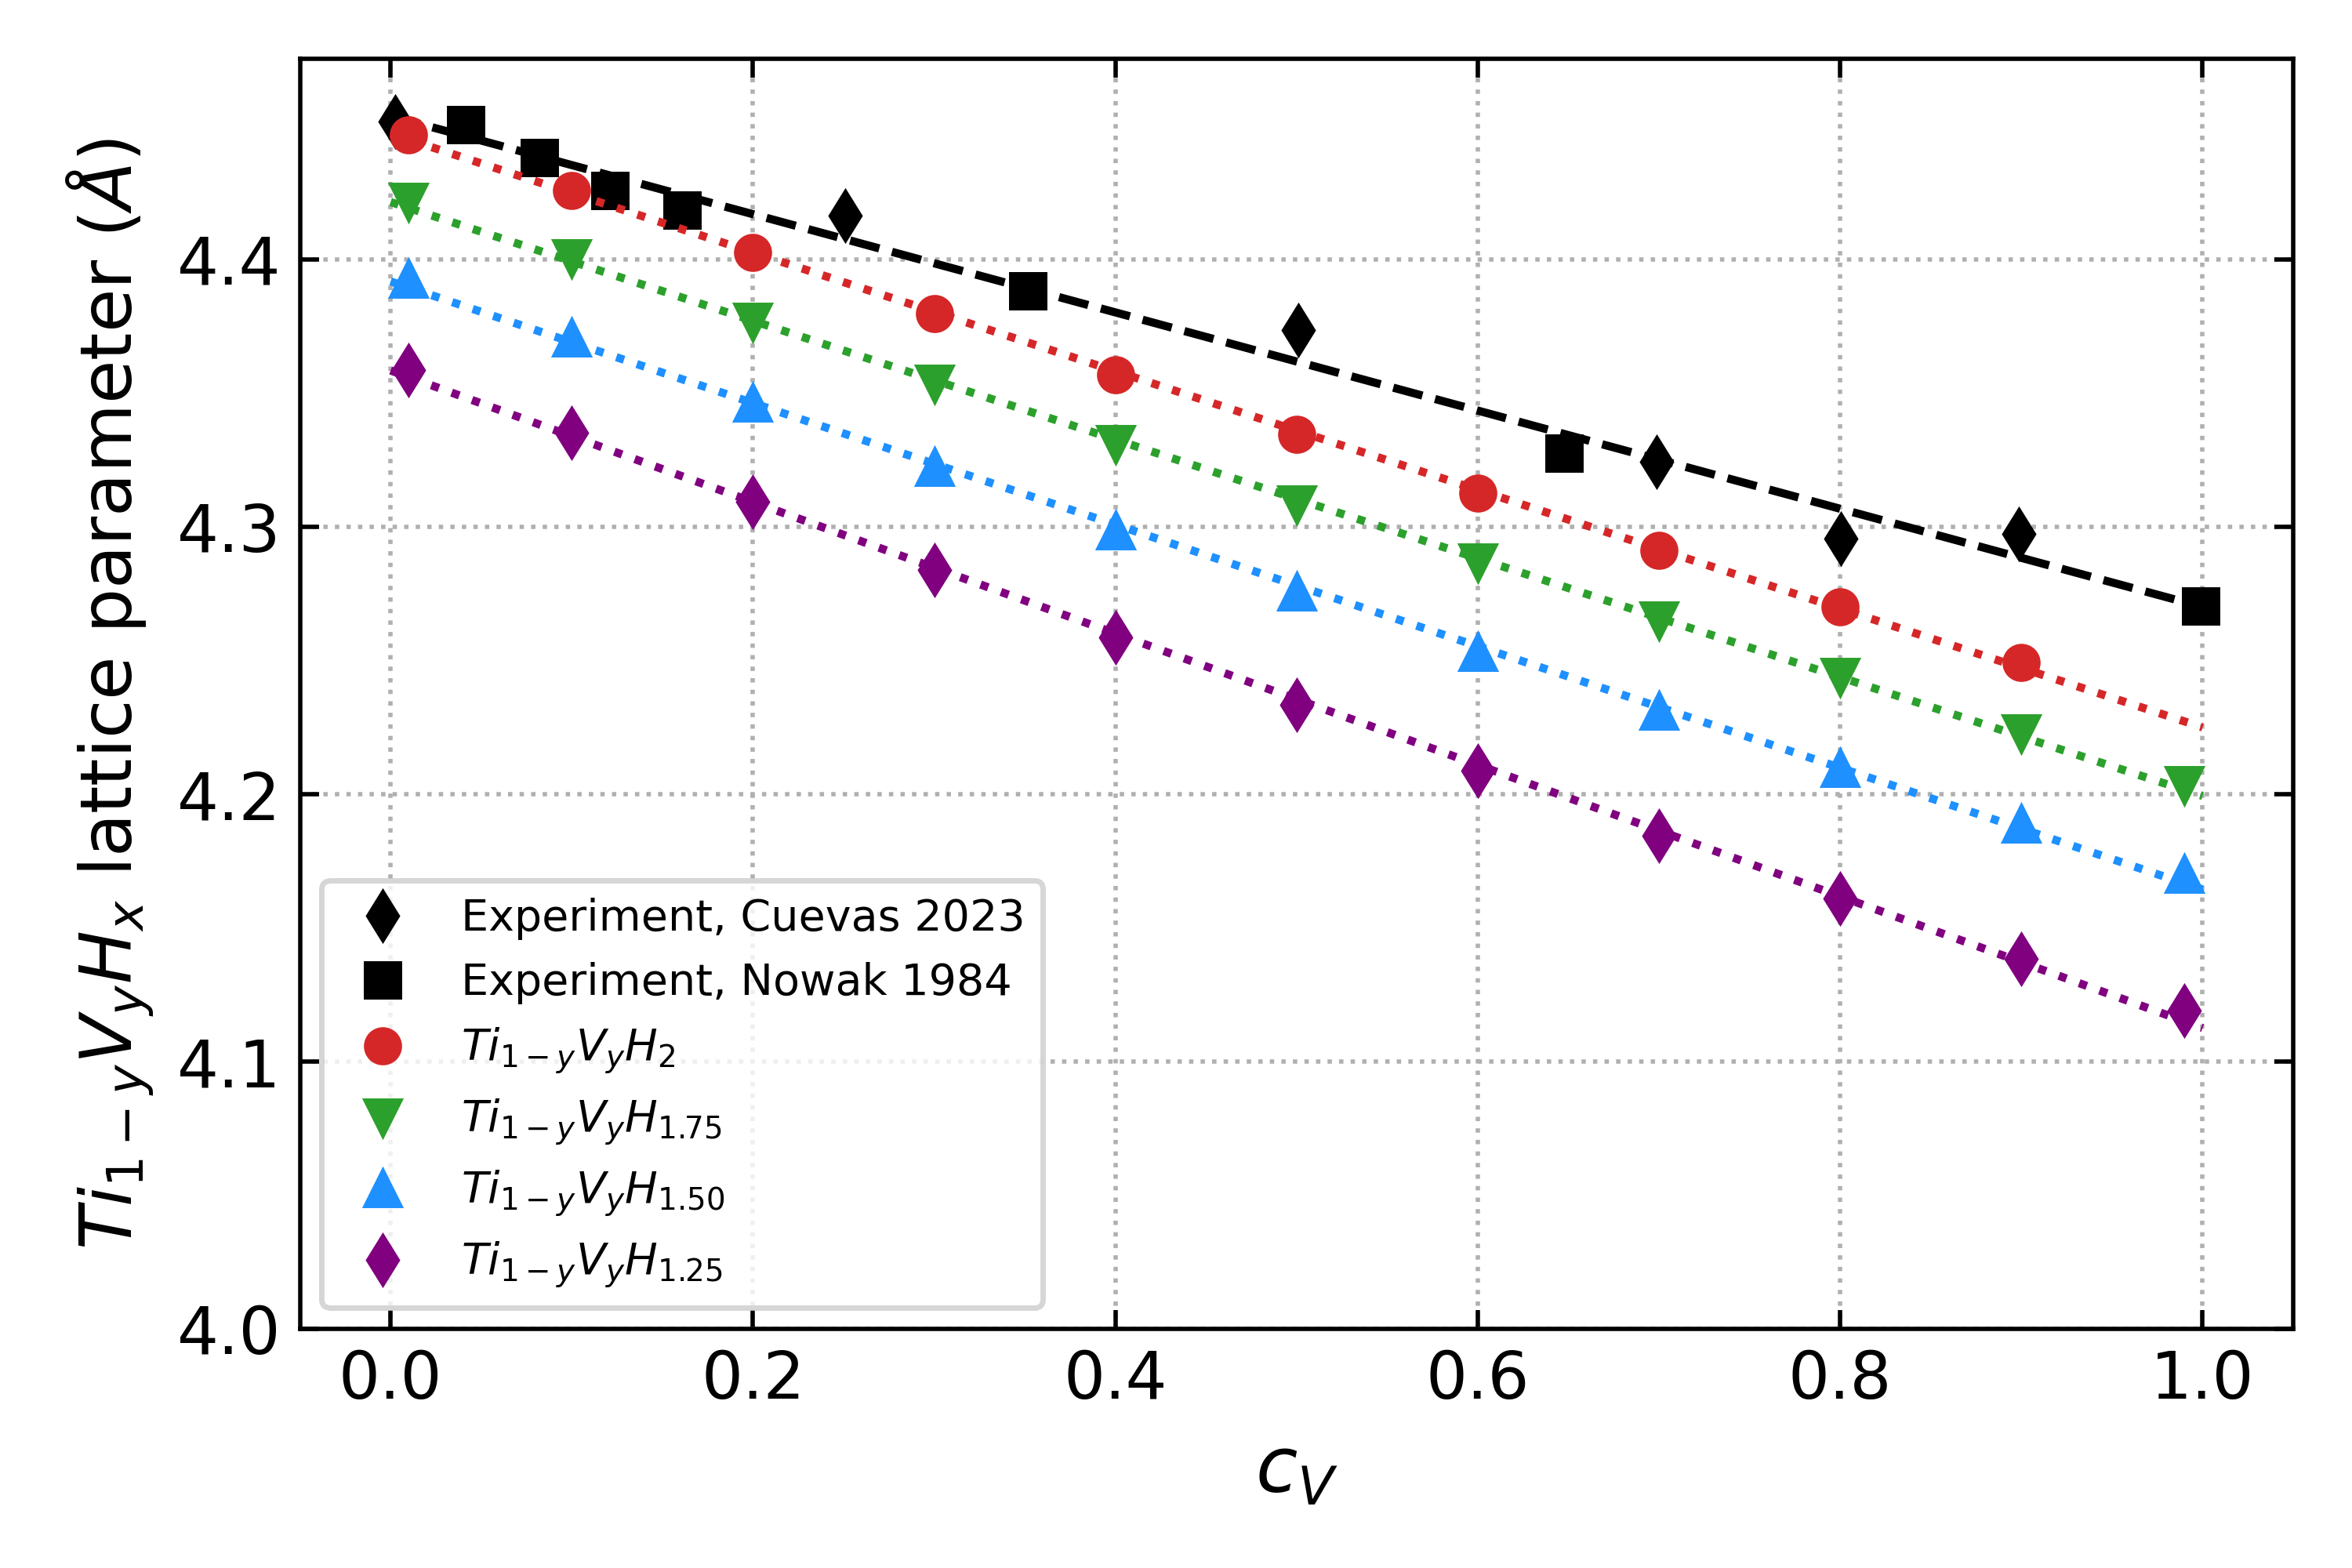 Ti₁₋yVyHₓ lattice parameter (Å)
4.4
4.3
4.2
4.1
4.0
Experiment, Cuevas 2023
Experiment, Nowak 1984
Ti₁₋yVyH₂
Ti₁₋yVyH₁.₇₅
Ti₁₋yVyH₁.₅₀
Ti₁₋yVyH₁.₂₅
0.0 0.2 0.4 0.6 0.8 1.0
cV